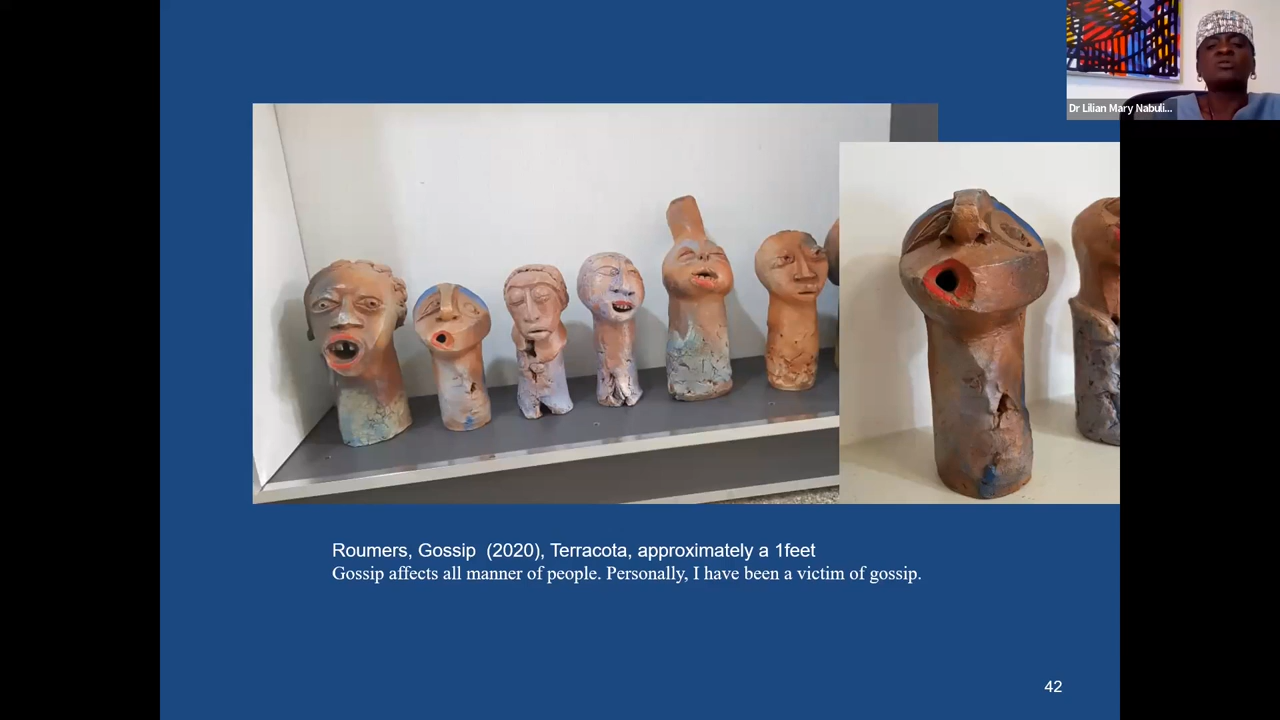 Dr Lilian Mary Nabuli...
Roumers, Gossip (2020), Terracota, approximately a 1feet
Gossip affects all manner of people. Personally, I have been a victim of gossip.
42